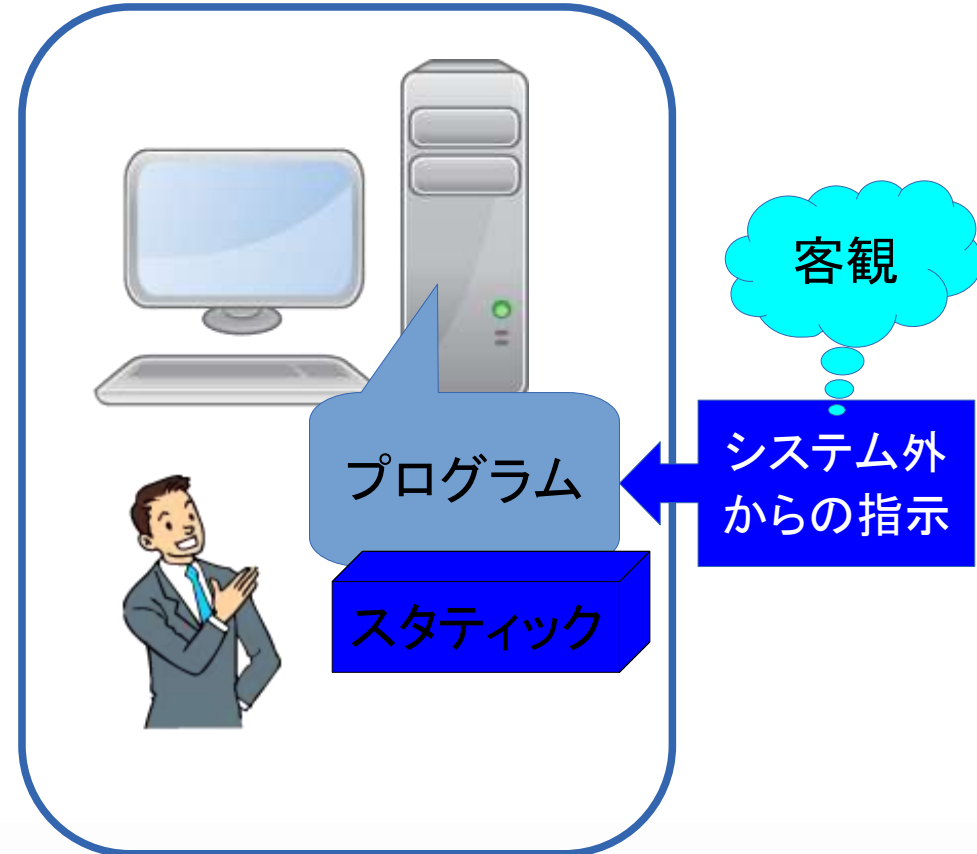 客観
システム外
からの指示
プログラム
スタティック